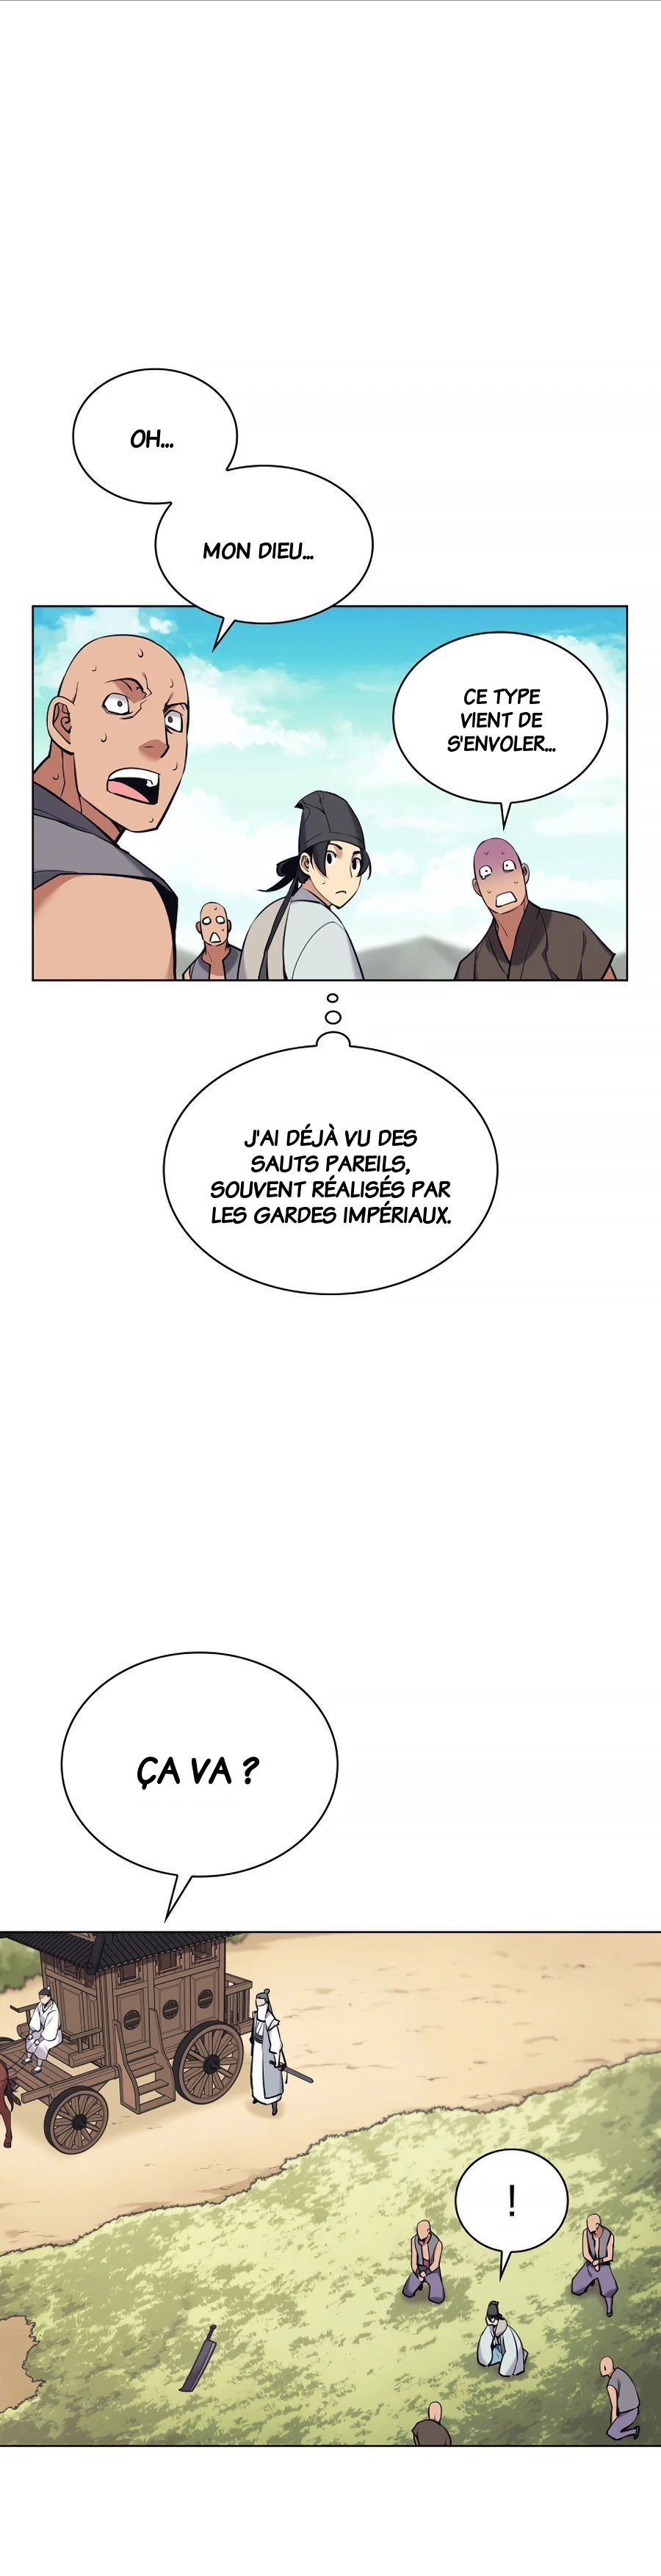 OH...
MON DIEU...
CE TYPE
VIENT DE
S'ENVOLER...
J'AI DÉJÀ VU DES
SAUTS PAREILS,
SOUVENT RÉALISÉS PAR
LES GARDES IMPÉRIAUX.
ÇA VA ?
!